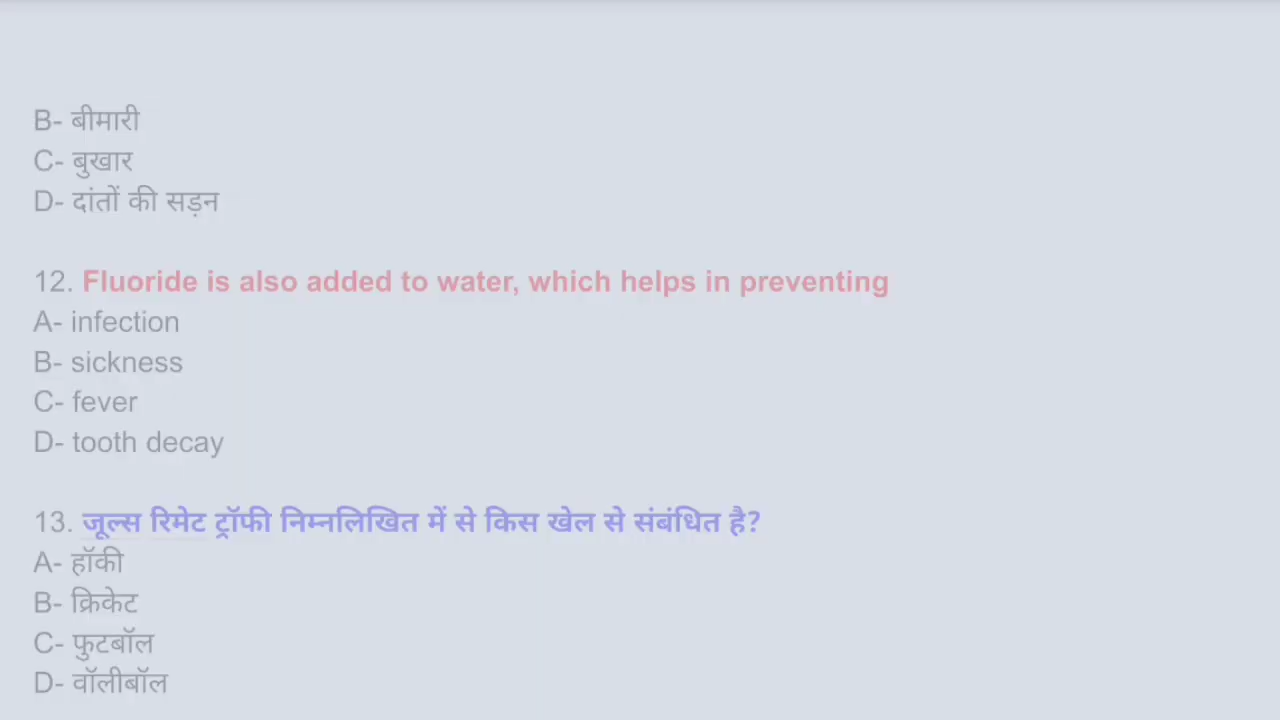 B- बीमारी
C- बुखार
D- दांतों की सड़न
12. Fluoride is also added to water, which helps in preventing
A- infection
B- sickness
C- fever
D- tooth decay
13. जूल्स रिमेट ट्रॉफी निम्नलिखित में से किस खेल से संबंधित है?
A- हॉकी
B- क्रिकेट
C- फुटबॉल
D- वॉलीबॉल